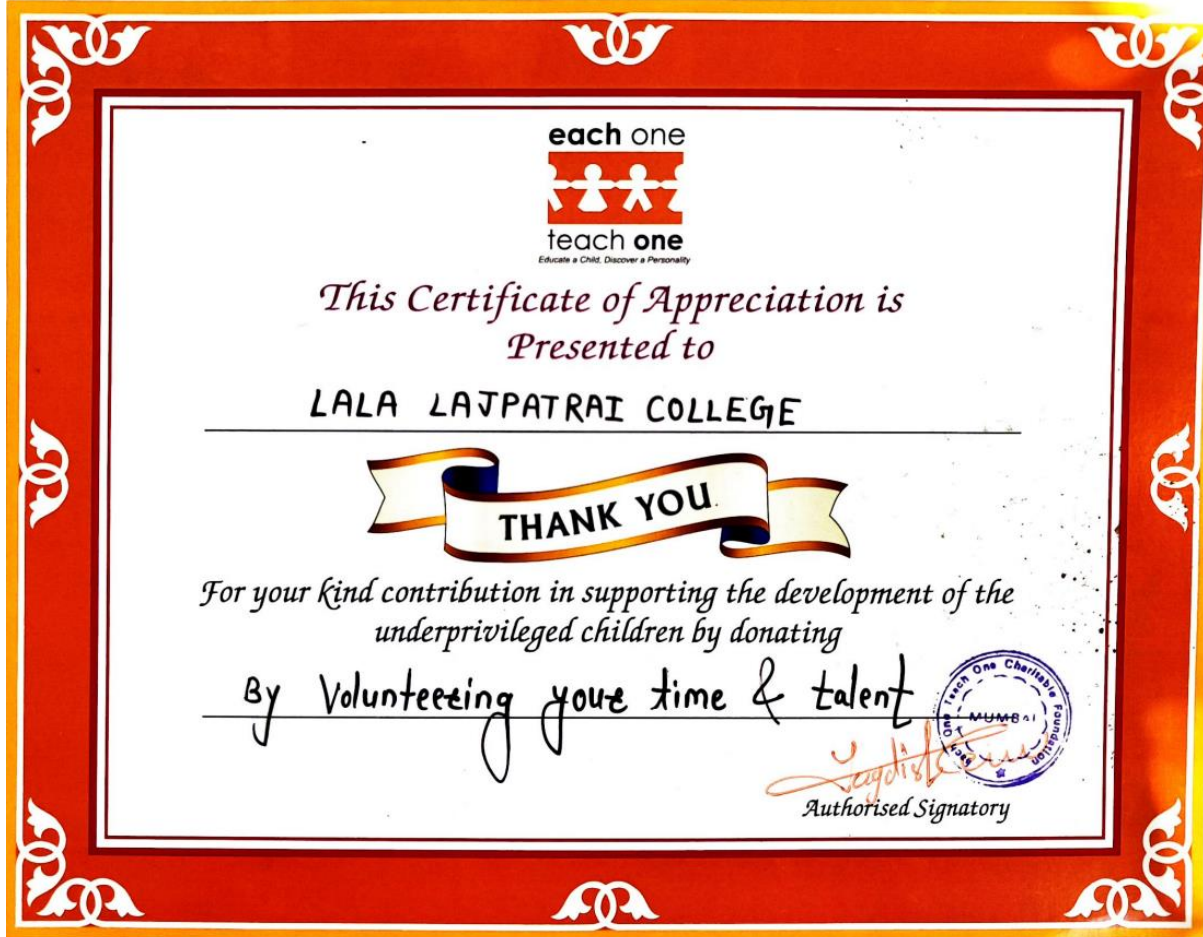 each one
teach one
Educate a Child, Discover a Personality
This Certificate of Appreciation is
Presented to
LALA LAJPATRAI COLLEGE
THANK YOU
For your kind contribution in supporting the development of the
underprivileged children by donating
By Volunteering your time & talent
Each One Teach One Charitable Foundation
MUMBAI
Authorised Signatory